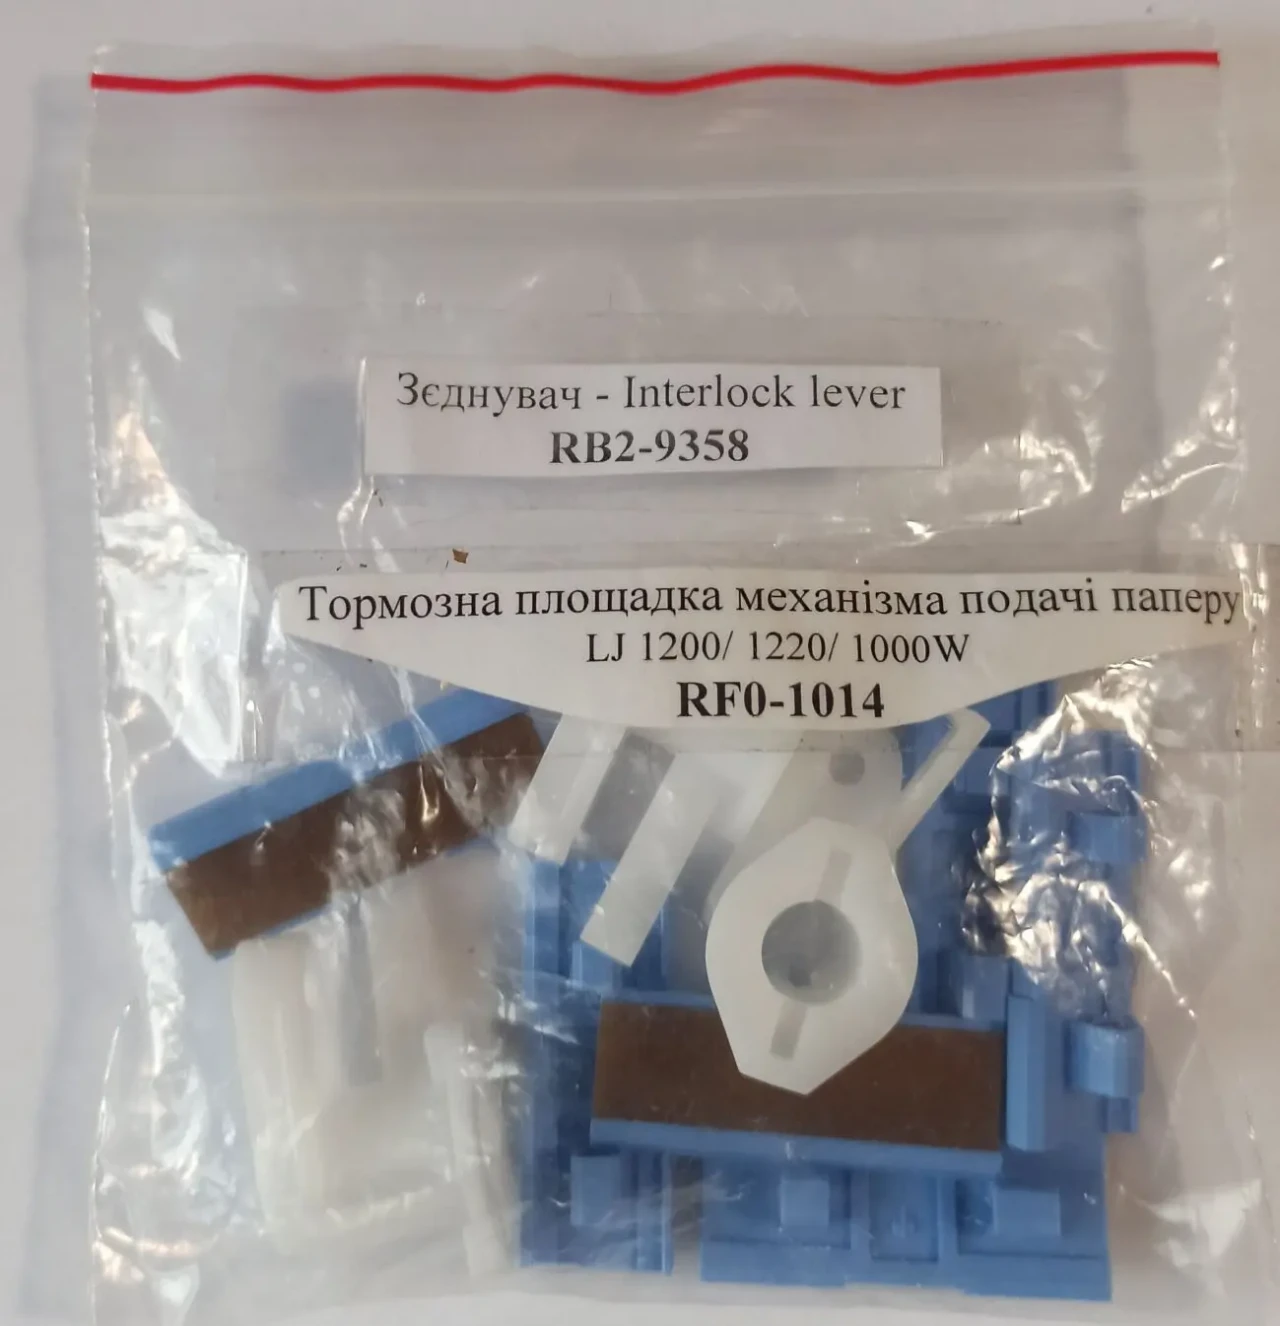 Зєднувач - Interlock lever
RB2-9358
Тормозна площадка механізма подачі паперу
LJ 1200/ 1220/ 1000W
RF0-1014